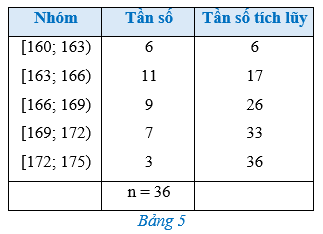 Nhóm Tần số Tần số tích lũy
[160; 163) 6 6
[163; 166) 11 17
[166; 169) 9 26
[169; 172) 7 33
[172; 175) 3 36
n = 36
Bảng 5